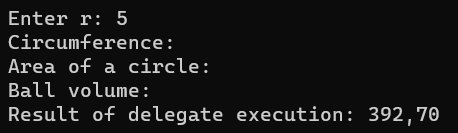 Enter r: 5
Circumference:
Area of a circle:
Ball volume:
Result of delegate execution: 392,70